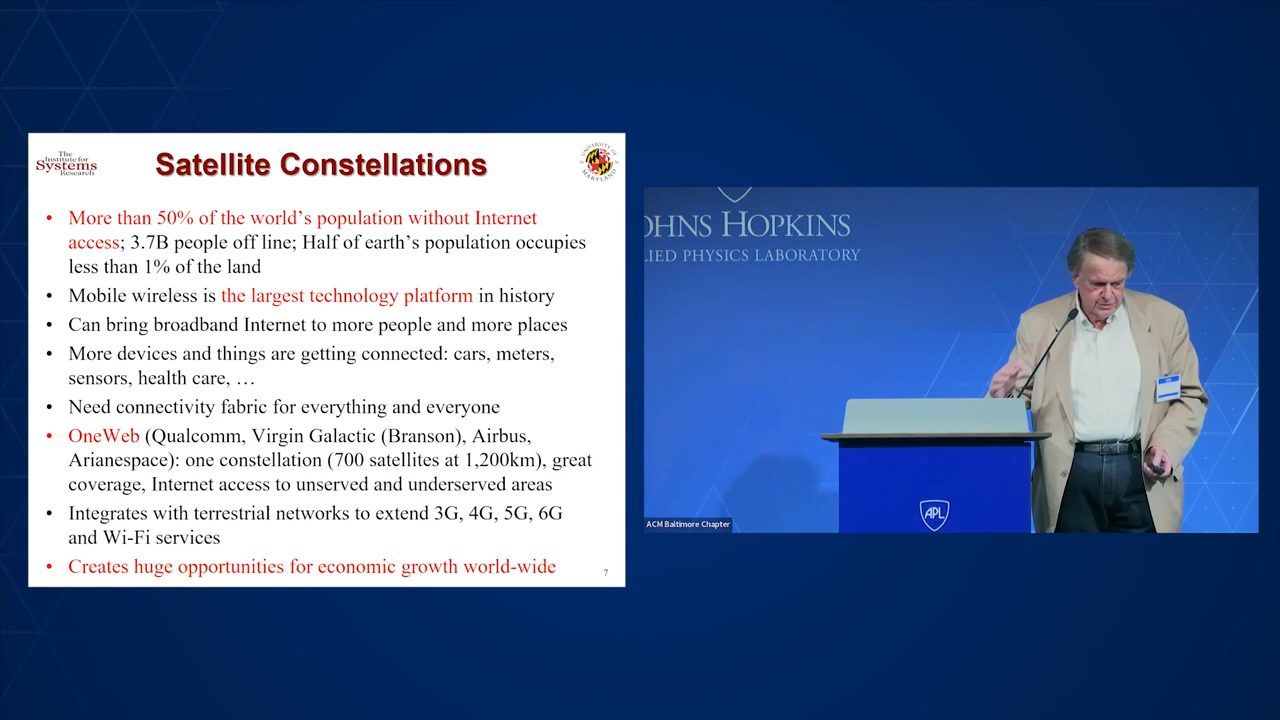 The
Institute for
Systems
Research
Satellite Constellations
UNIVERSITY OF
MARYLAND
• More than 50% of the world's population without Internet
access; 3.7B people off line; Half of earth's population occupies
less than 1% of the land
• Mobile wireless is the largest technology platform in history
• Can bring broadband Internet to more people and more places
• More devices and things are getting connected: cars, meters,
sensors, health care, …
• Need connectivity fabric for everything and everyone
• OneWeb (Qualcomm, Virgin Galactic (Branson), Airbus,
Arianespace): one constellation (700 satellites at 1,200km), great
coverage, Internet access to unserved and underserved areas
• Integrates with terrestrial networks to extend 3G, 4G, 5G, 6G
and Wi-Fi services
• Creates huge opportunities for economic growth world-wide
7
OHNS HOPKINS
LIED PHYSICS LABORATORY
APL
ACM Baltimore Chapter